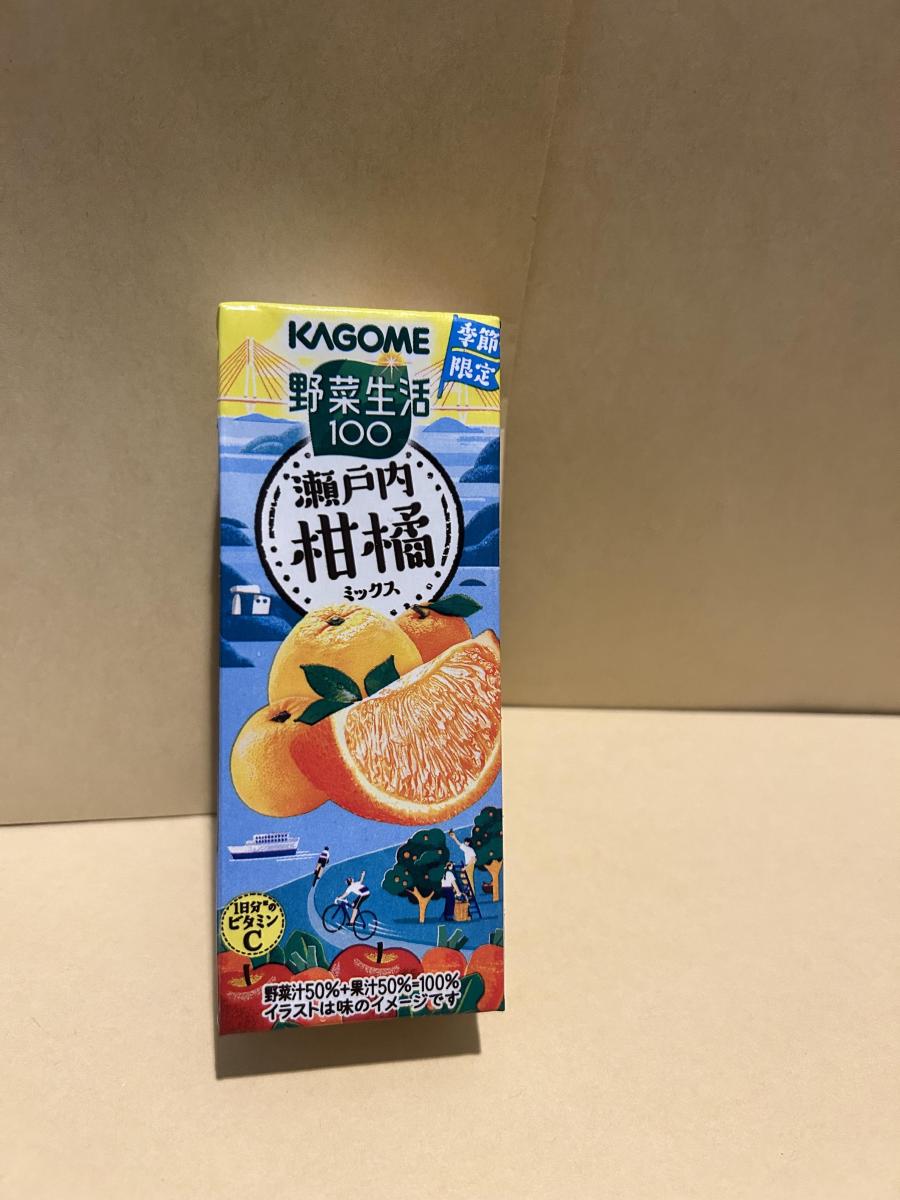 KAGOME
季節
限定
野菜生活
100
瀬戸内
柑橘
ミックス
1日分※の
ビタミン
C
野菜汁50%+果汁50%=100%
イラストは味のイメージです